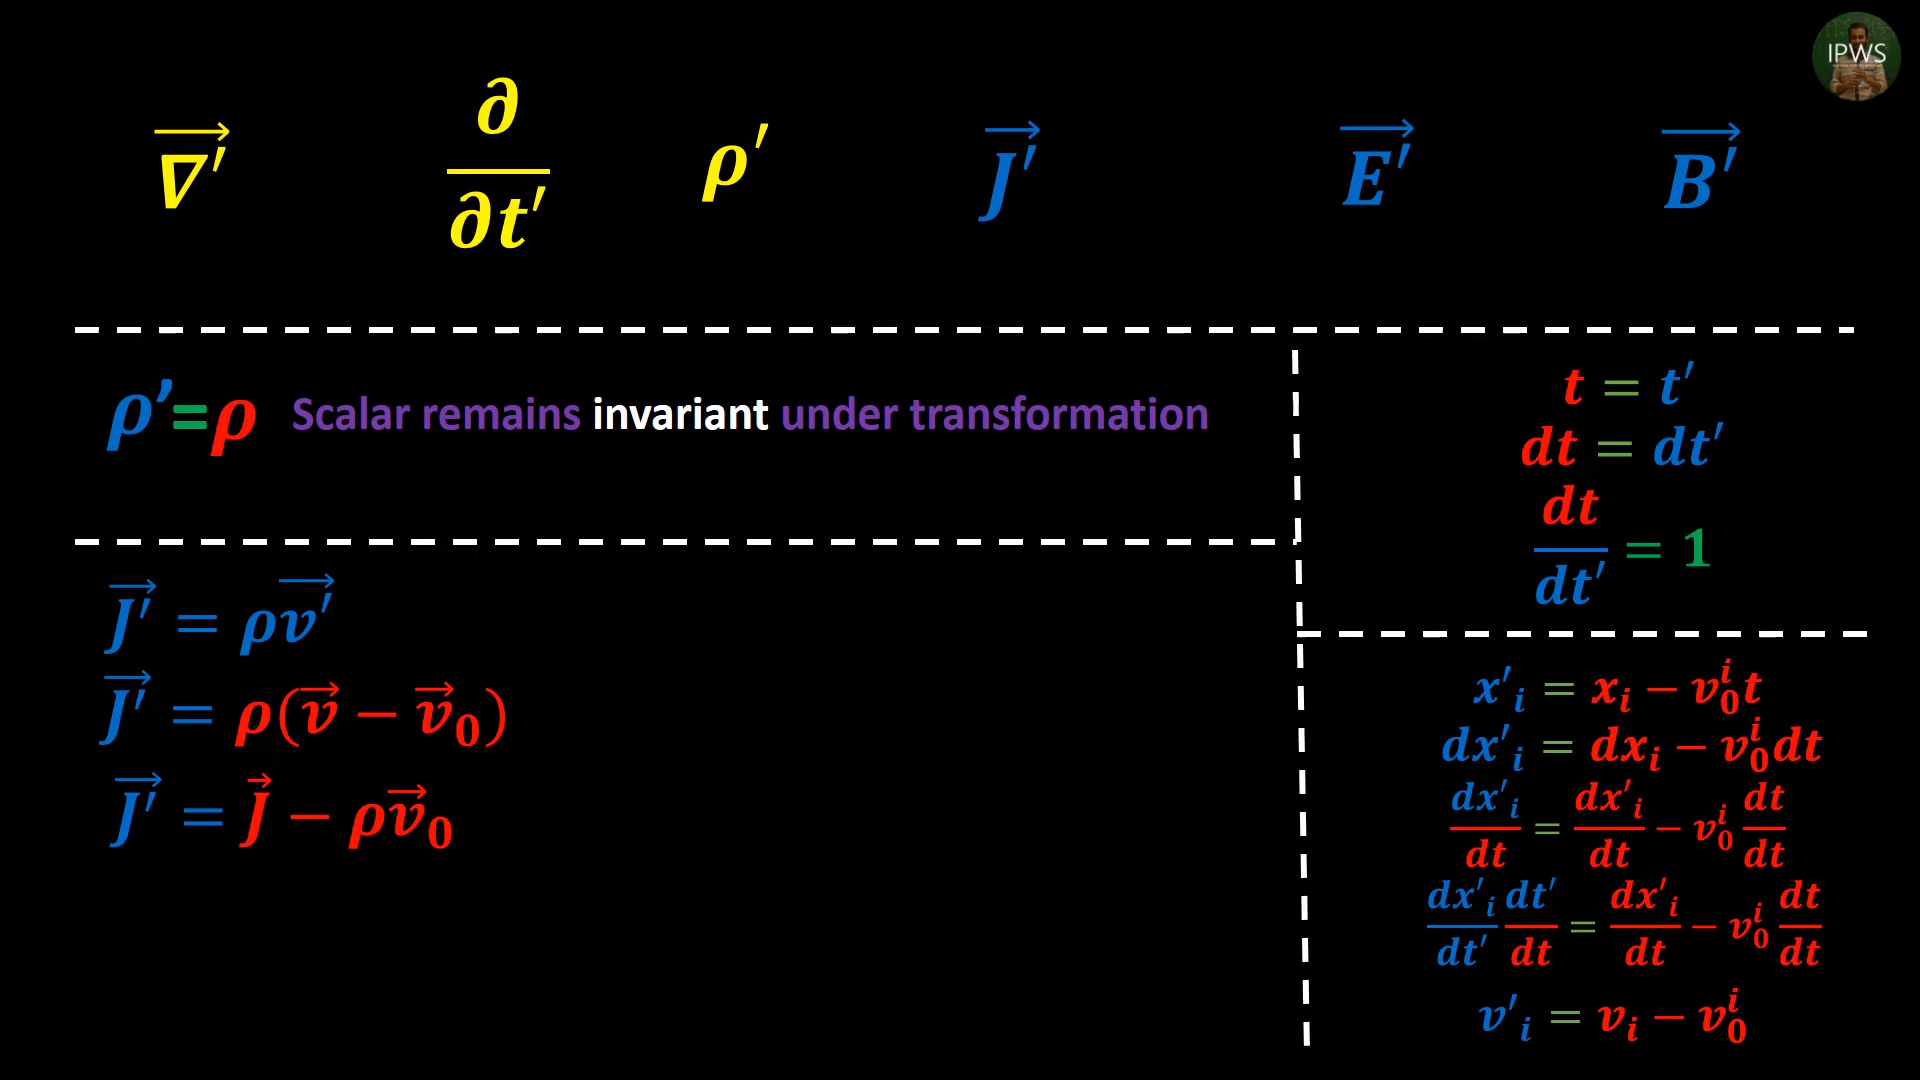 IPWS
∇⃗′ ∂/∂t′ ρ′ J⃗′ E⃗′ B⃗′
ρ’=ρ Scalar remains invariant under transformation
J⃗′ = ρv⃗′
J⃗′ = ρ(v⃗ − v⃗₀)
J⃗′ = J⃗ − ρv⃗₀
t = t′
dt = dt′
dt/dt′ = 1
x′ᵢ = xᵢ − v₀ⁱt
dx′ᵢ = dxᵢ − v₀ⁱdt
dx′ᵢ/dt = dx′ᵢ/dt − v₀ⁱ dt/dt
dx′ᵢ/dt′ dt′/dt = dx′ᵢ/dt − v₀ⁱ dt/dt
v′ᵢ = vᵢ − v₀ⁱ